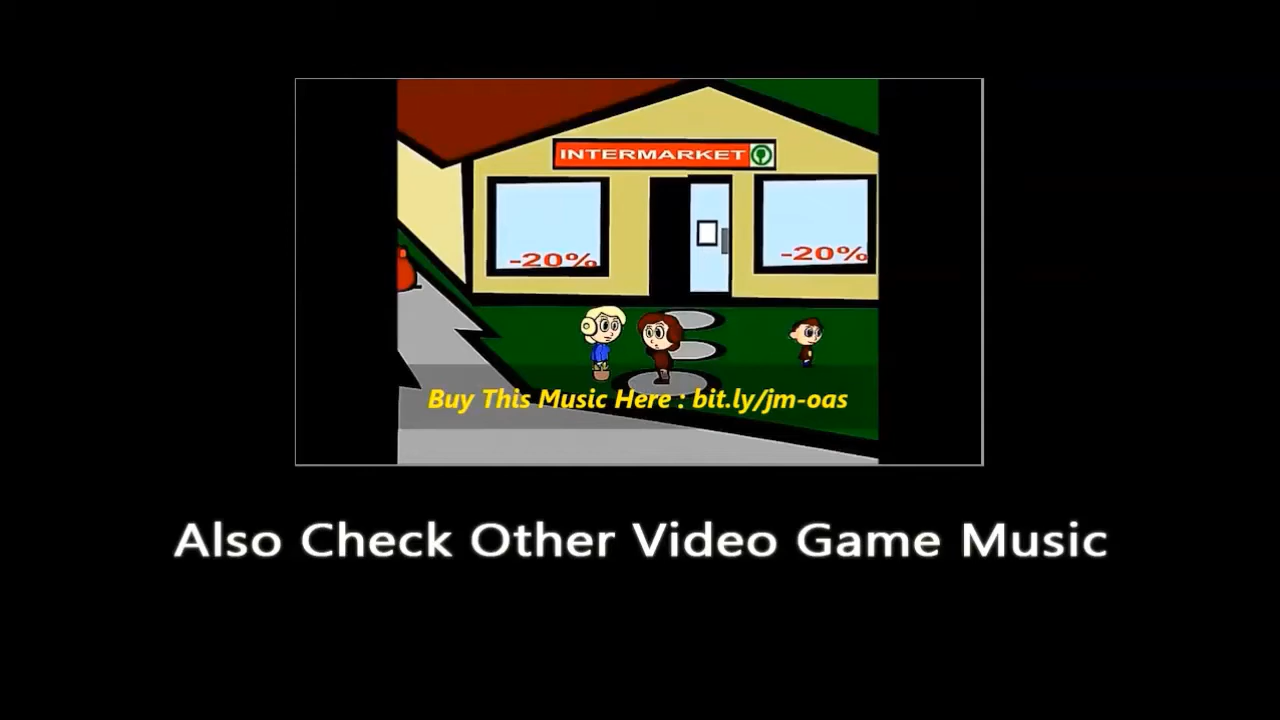 INTERMARKET
-20%
-20%
Buy This Music Here : bit.ly/jm-oas
Also Check Other Video Game Music